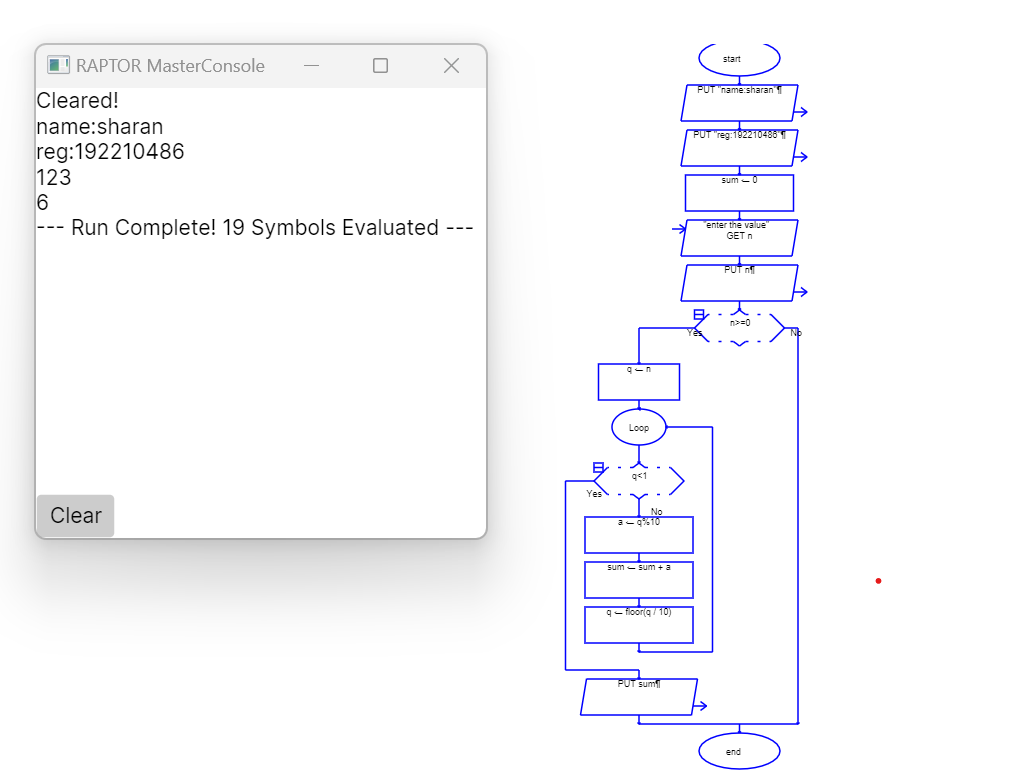 RAPTOR MasterConsole
Cleared!
name:sharan
reg:192210486
123
6
--- Run Complete! 19 Symbols Evaluated ---
Clear
start
PUT "name:sharan"¶
PUT "reg:192210486"¶
sum ← 0
"enter the value"
GET n
PUT n¶
n>=0
Yes
No
q ← n
Loop
q<1
Yes
No
a ← q%10
sum ← sum + a
q ← floor(q / 10)
PUT sum¶
end